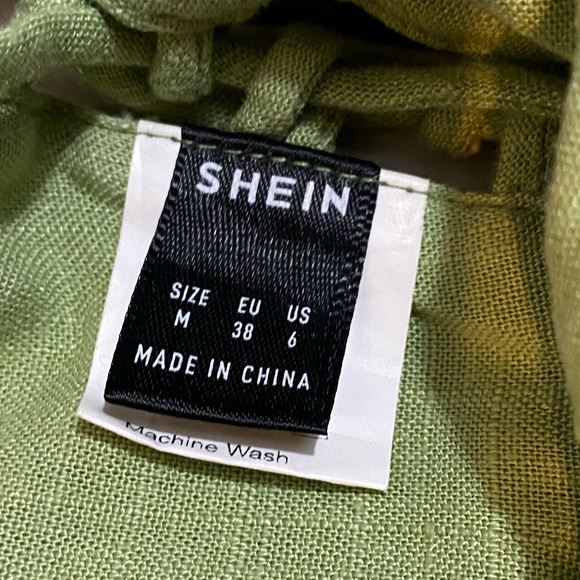 SHEIN
SIZE EU US
M 38 6
MADE IN CHINA
Machine Wash